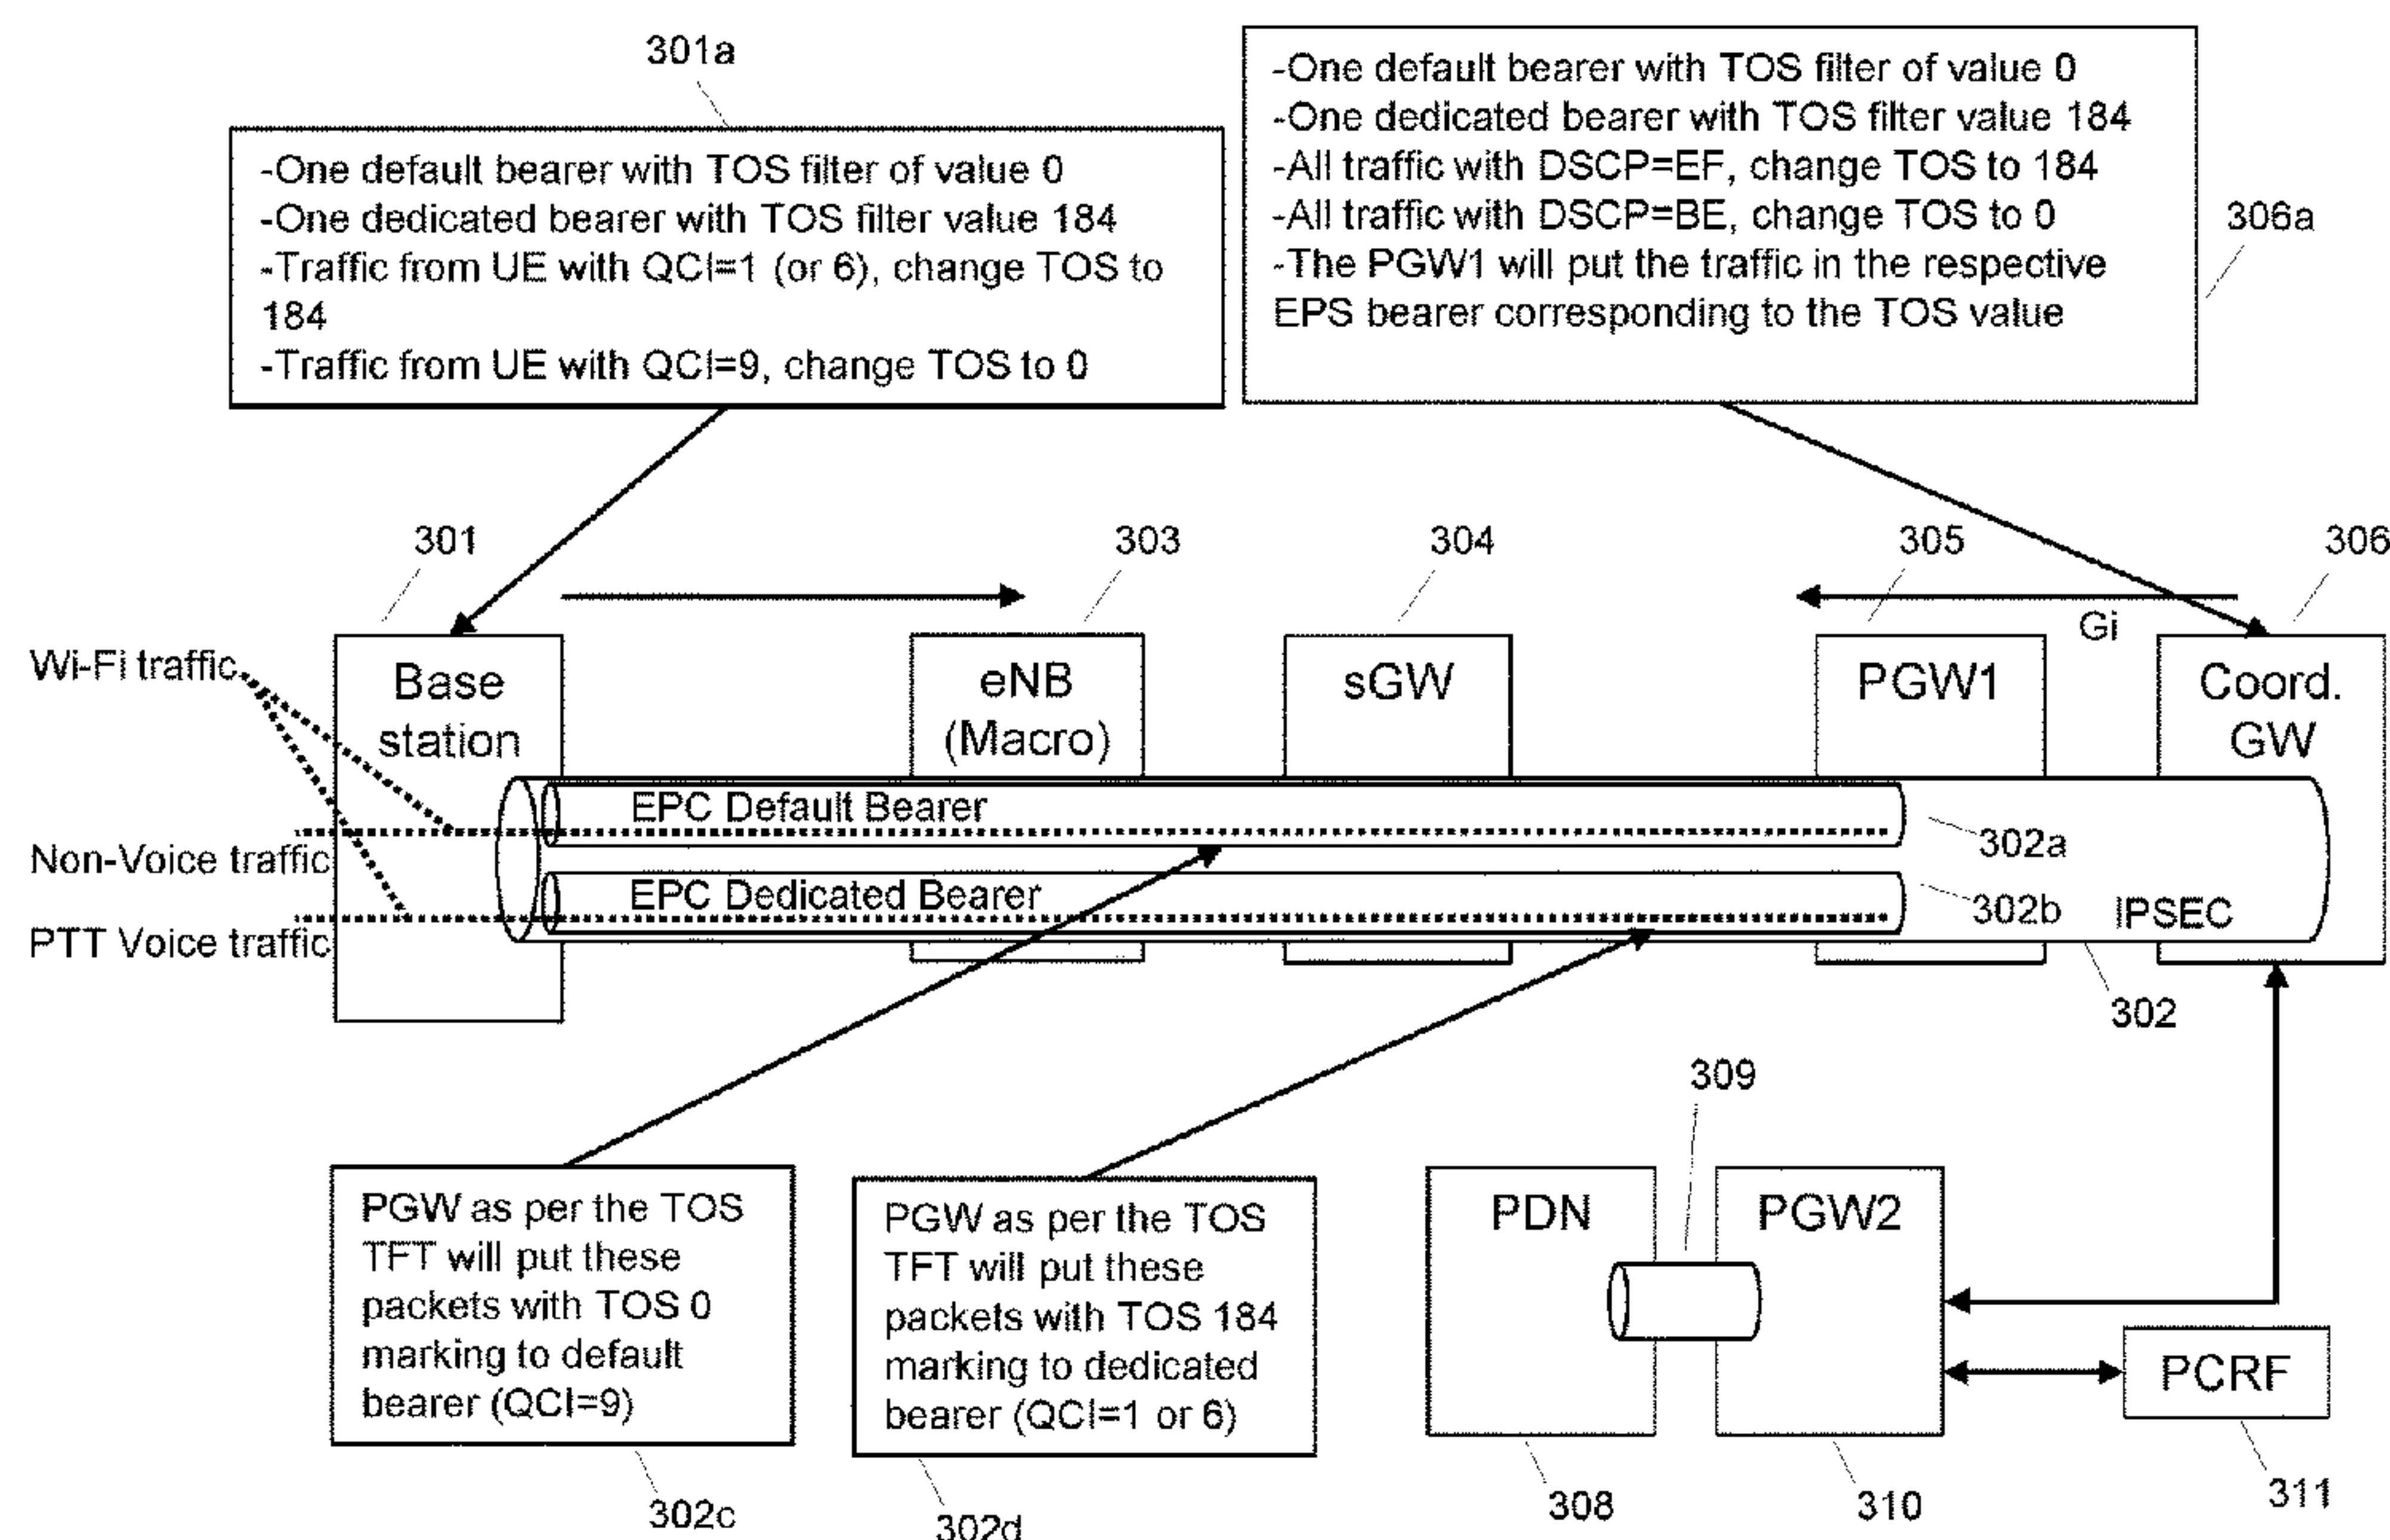 301a
-One default bearer with TOS filter of value 0
-One dedicated bearer with TOS filter value 184
-Traffic from UE with QCI=1 (or 6), change TOS to
184
-Traffic from UE with QCI=9, change TOS to 0
-One default bearer with TOS filter of value 0
-One dedicated bearer with TOS filter value 184
-All traffic with DSCP=EF, change TOS to 184
-All traffic with DSCP=BE, change TOS to 0
-The PGW1 will put the traffic in the respective
EPS bearer corresponding to the TOS value
306a
301
303
304
305
306
Gi
Wi-Fi traffic
Base
station
eNB
(Macro)
sGW
PGW1
Coord.
GW
EPC Default Bearer
302a
Non-Voice traffic
EPC Dedicated Bearer
302b
IPSEC
PTT Voice traffic
302
309
PGW as per the TOS
TFT will put these
packets with TOS 0
marking to default
bearer (QCI=9)
302c
PGW as per the TOS
TFT will put these
packets with TOS 184
marking to dedicated
bearer (QCI=1 or 6)
302d
PDN
PGW2
PCRF
308
310
311